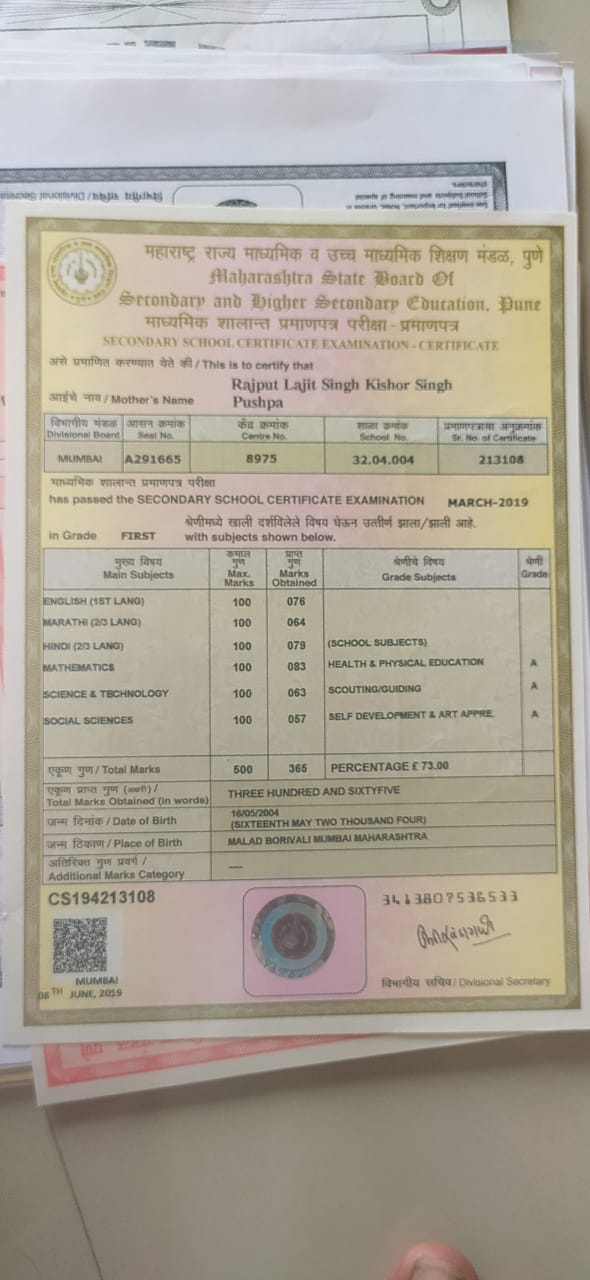 महाराष्ट्र राज्य माध्यमिक व उच्च माध्यमिक शिक्षण मंडळ, पुणे
Maharashtra State Board Of
Secondary and Higher Secondary Education, Pune
माध्यमिक शालान्त प्रमाणपत्र परीक्षा - प्रमाणपत्र
SECONDARY SCHOOL CERTIFICATE EXAMINATION - CERTIFICATE
असे प्रमाणित करण्यात येते की / This is to certify that
Rajput Lajit Singh Kishor Singh
आईचे नाव / Mother's Name Pushpa
विभागीय मंडळ आसन क्रमांक केंद्र क्रमांक शाळा क्रमांक प्रमाणपत्राचा अनुक्रमांक
Divisional Board Seat No. Centre No. School No. Sr. No. of Certificate
MUMBAI A291665 8975 32.04.004 213108
माध्यमिक शालान्त प्रमाणपत्र परीक्षा
has passed the SECONDARY SCHOOL CERTIFICATE EXAMINATION MARCH-2019
श्रेणीमध्ये खाली दर्शविलेले विषय घेऊन उत्तीर्ण झाला/झाली आहे.
in Grade FIRST with subjects shown below.
मुख्य विषय कमाल गुण प्राप्त गुण श्रेणीचे विषय श्रेणी
Main Subjects Max. Marks Marks Obtained Grade Subjects Grade
ENGLISH (1ST LANG) 100 076
MARATHI (2/3 LANG) 100 064
HINDI (2/3 LANG) 100 079 (SCHOOL SUBJECTS)
MATHEMATICS 100 083 HEALTH & PHYSICAL EDUCATION A
SCIENCE & TECHNOLOGY 100 063 SCOUTING/GUIDING A
SOCIAL SCIENCES 100 057 SELF DEVELOPMENT & ART APPRE. A
एकूण गुण / Total Marks 500 365 PERCENTAGE £ 73.00
एकूण प्राप्त गुण (अक्षरी) /
Total Marks Obtained (in words) THREE HUNDRED AND SIXTYFIVE
16/05/2004
जन्म दिनांक / Date of Birth (SIXTEENTH MAY TWO THOUSAND FOUR)
जन्म ठिकाण / Place of Birth MALAD BORIVALI MUMBAI MAHARASHTRA
अतिरिक्त गुण प्रवर्ग /
Additional Marks Category —
CS194213108
3413807536533
MUMBAI
08TH JUNE, 2019
विभागीय सचिव / Divisional Secretary